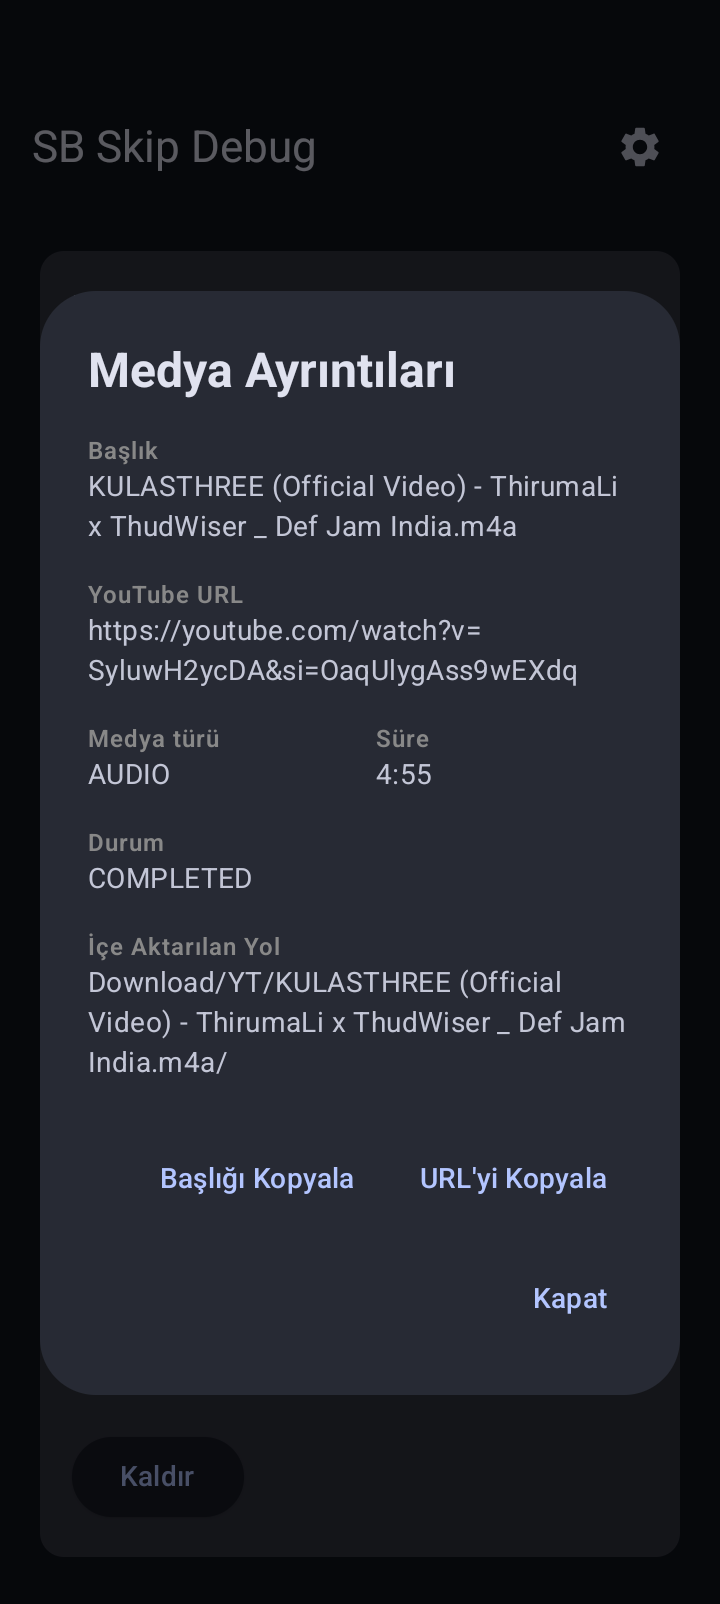 SB Skip Debug
Medya Ayrıntıları
Başlık
KULASTHREE (Official Video) - ThirumaLi
x ThudWiser _ Def Jam India.m4a
YouTube URL
https://youtube.com/watch?v=
SyluwH2ycDA&si=OaqUlygAss9wEXdq
Medya türü
Süre
AUDIO
4:55
Durum
COMPLETED
İçe Aktarılan Yol
Download/YT/KULASTHREE (Official
Video) - ThirumaLi x ThudWiser _ Def Jam
India.m4a/
Başlığı Kopyala
URL'yi Kopyala
Kapat
Kaldır